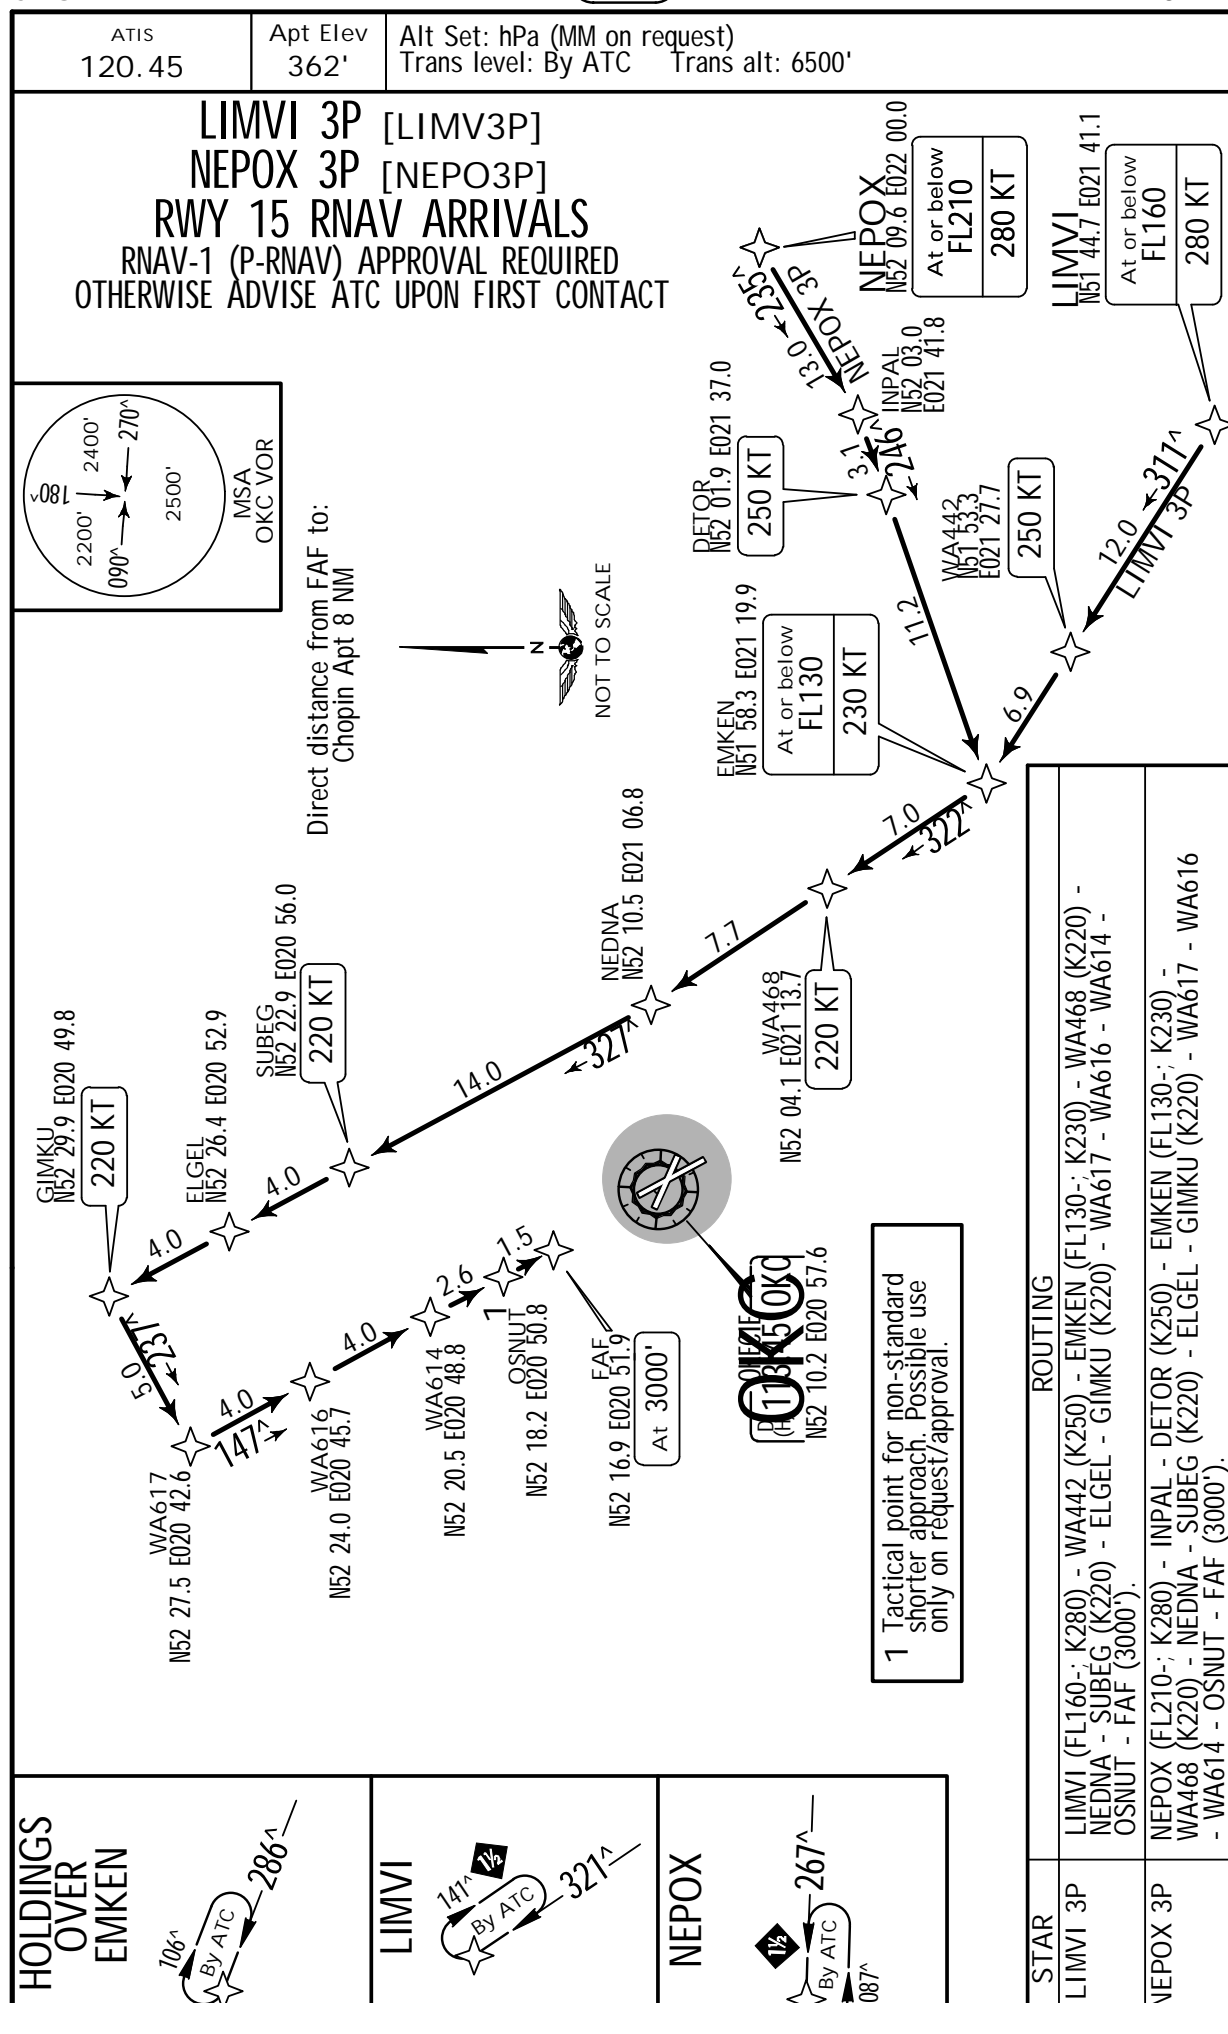 ATIS
120.45
Apt Elev
362'
Alt Set: hPa (MM on request)
Trans level: By ATC Trans alt: 6500'
LIMVI 3P [LIMV3P]
NEPOX 3P [NEPO3P]
RWY 15 RNAV ARRIVALS
RNAV-1 (P-RNAV) APPROVAL REQUIRED
OTHERWISE ADVISE ATC UPON FIRST CONTACT
NEPOX
N52 09.6 E022 00.0
At or below
FL210
280 KT
LIMVI
N51 44.7 E021 41.1
At or below
FL160
280 KT
235^
13.0
NEPOX 3P
INPAL
N52 03.0
E021 41.8
3.1
246^
DETOR
N52 01.9 E021 37.0
250 KT
11.2
WA442
N51 53.3
E021 27.7
250 KT
311^
12.0
LIMVI 3P
6.9
180^
2400'
270^
2200'
090^
2500'
MSA
OKC VOR
Direct distance from FAF to:
Chopin Apt 8 NM
N
NOT TO SCALE
EMKEN
N51 58.3 E021 19.9
At or below
FL130
230 KT
7.0
322^
WA468
N52 04.1 E021 13.7
220 KT
7.7
NEDNA
N52 10.5 E021 06.8
327^
14.0
SUBEG
N52 22.9 E020 56.0
220 KT
4.0
ELGEL
N52 26.4 E020 52.9
4.0
GIMKU
N52 29.9 E020 49.8
220 KT
5.0
237^
WA617
N52 27.5 E020 42.6
4.0
147^
WA616
N52 24.0 E020 45.7
4.0
WA614
N52 20.5 E020 48.8
2.6
1
OSNUT
N52 18.2 E020 50.8
1.5
FAF
N52 16.9 E020 51.9
At 3000'
OKC
N52 10.2 E020 57.6
1 Tactical point for non-standard
shorter approach. Possible use
only on request/approval.
STAR
ROUTING
LIMVI 3P
LIMVI (FL160-; K280) - WA442 (K250) - EMKEN (FL130-; K230) - WA468 (K220) -
NEDNA - SUBEG (K220) - ELGEL - GIMKU (K220) - WA617 - WA616 - WA614 -
OSNUT - FAF (3000').
NEPOX 3P
NEPOX (FL210-; K280) - INPAL - DETOR (K250) - EMKEN (FL130-; K230) -
WA468 (K220) - NEDNA - SUBEG (K220) - ELGEL - GIMKU (K220) - WA617 - WA616
- WA614 - OSNUT - FAF (3000').
HOLDINGS
OVER
EMKEN
106^
By ATC
286^
LIMVI
141^
1½
By ATC
321^
NEPOX
1½
267^
By ATC
087^